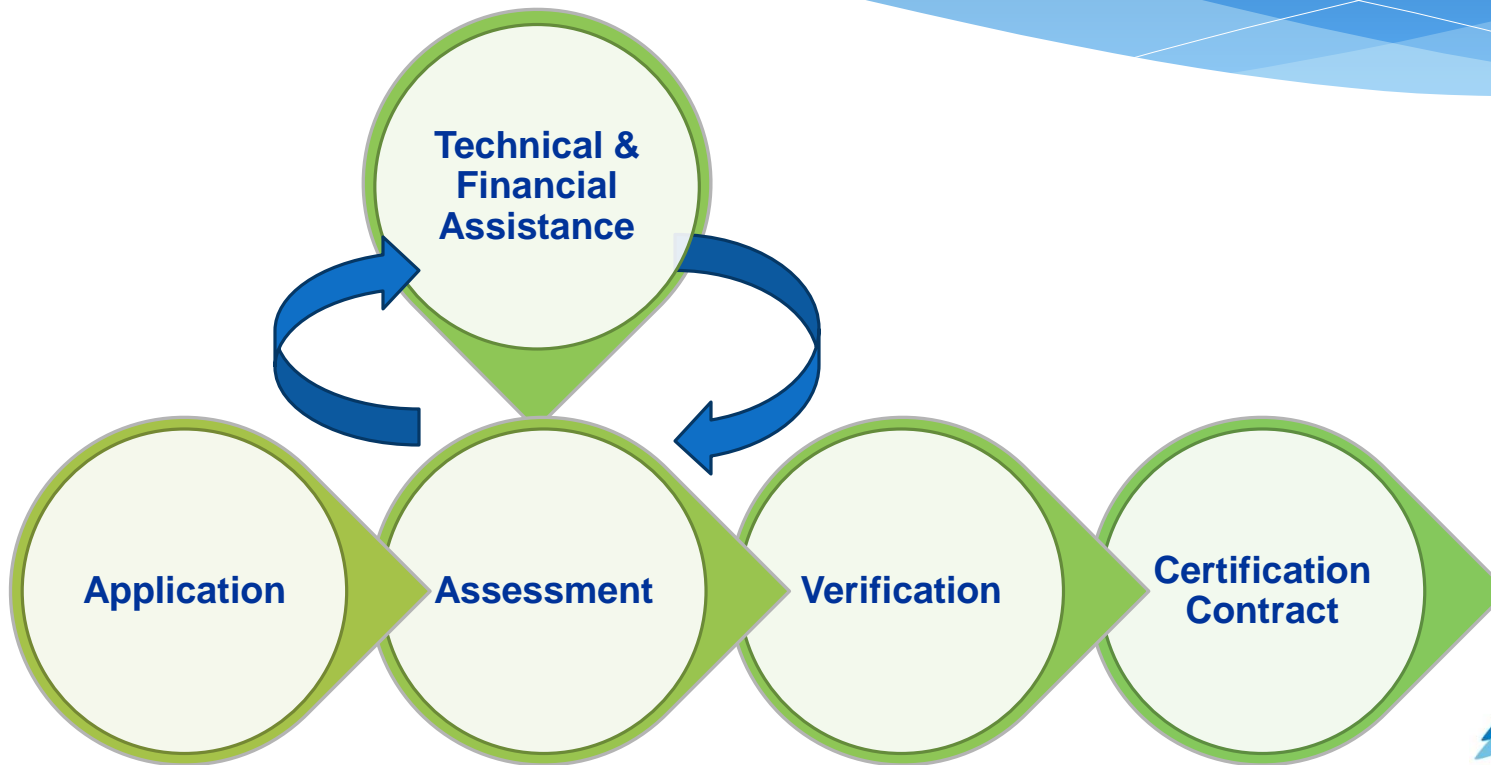 Technical &
Financial
Assistance
Application
Assessment
Verification
Certification
Contract